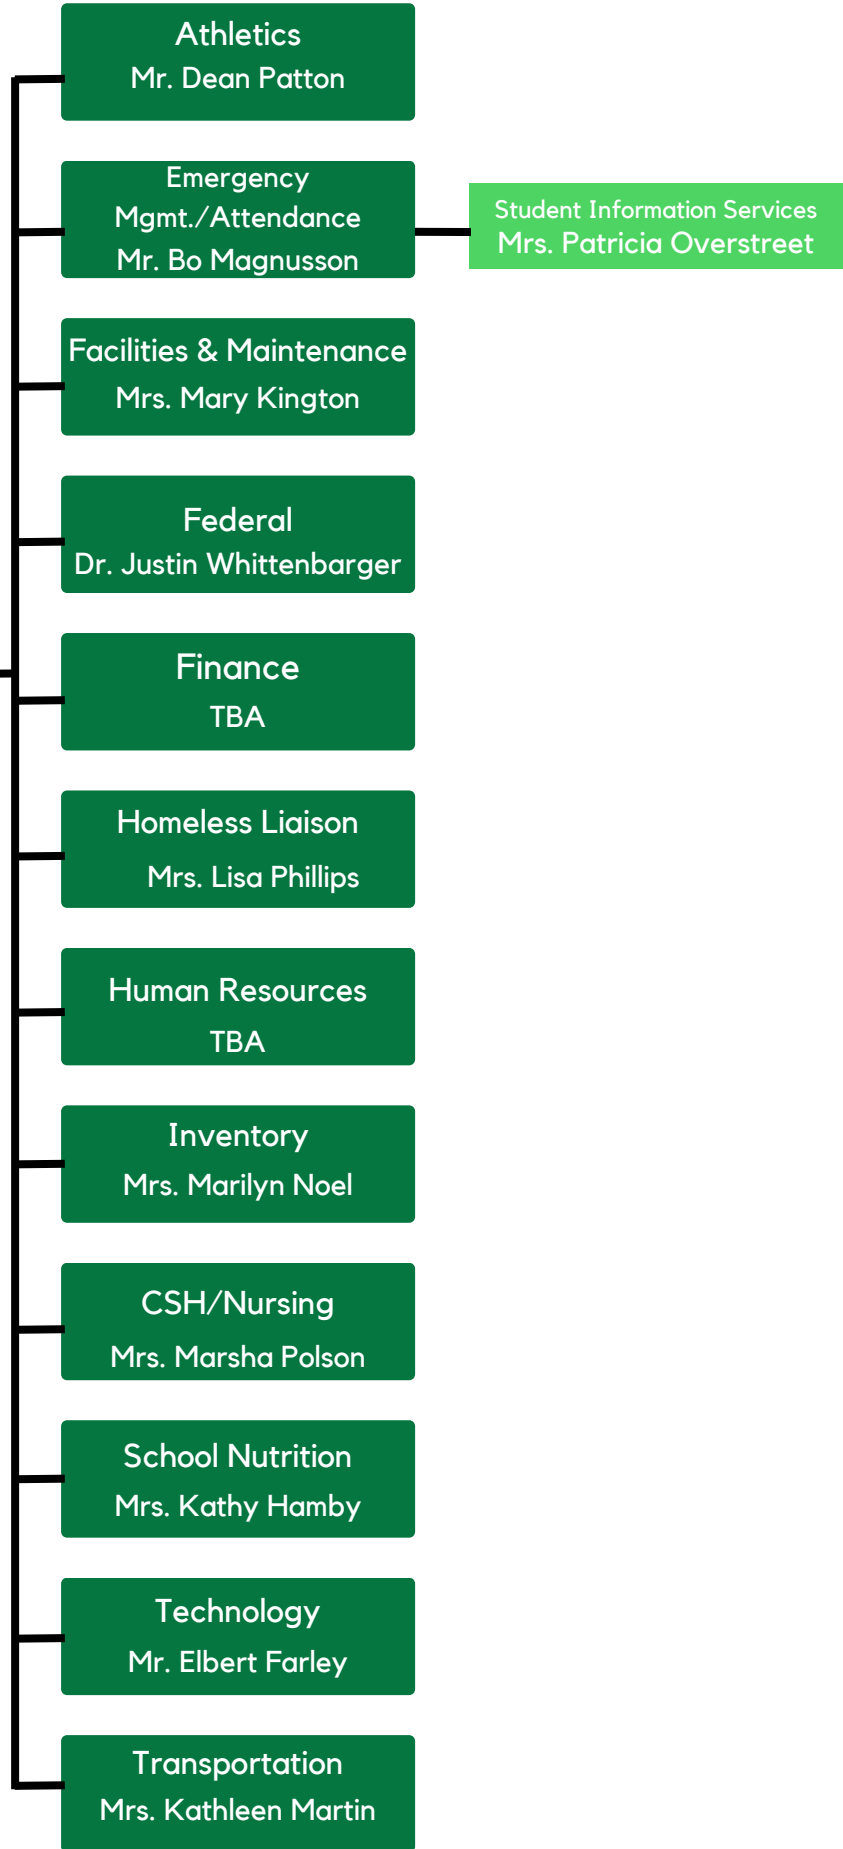 Athletics
Mr. Dean Patton
Emergency
Mgmt./Attendance
Mr. Bo Magnusson
Student Information Services
Mrs. Patricia Overstreet
Facilities & Maintenance
Mrs. Mary Kington
Federal
Dr. Justin Whittenbarger
Finance
TBA
Homeless Liaison
Mrs. Lisa Phillips
Human Resources
TBA
Inventory
Mrs. Marilyn Noel
CSH/Nursing
Mrs. Marsha Polson
School Nutrition
Mrs. Kathy Hamby
Technology
Mr. Elbert Farley
Transportation
Mrs. Kathleen Martin